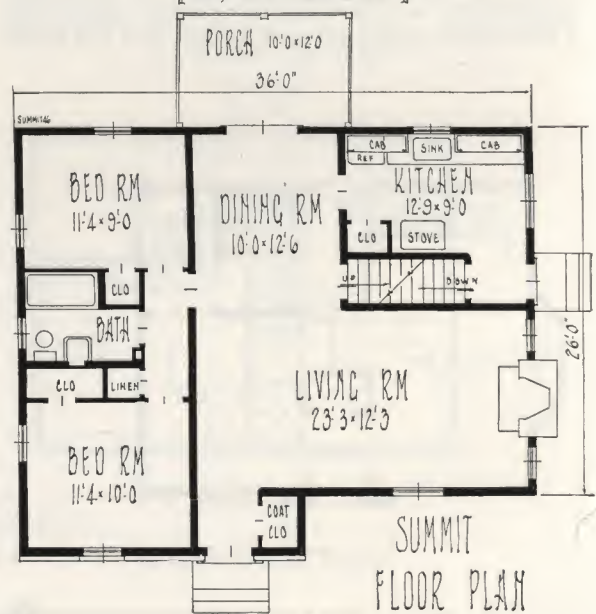 PORCH 10'0×12'0
36'0"
SUMMIT26
CAB
SINK
CAB
REF
BED RM
11'4×9'0
DINING RM
10'0×12'6
KITCHEN
12'9×9'0
CLO
STOVE
CLO
UP
DOWN
BATH
26'0"
CLO
LINEN
LIVING RM
23'3×12'3
BED RM
11'4×10'0
COAT
CLO
SUMMIT
FLOOR PLAN